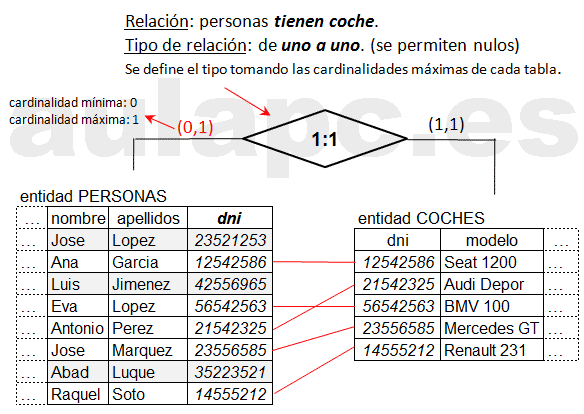 Relación: personas tienen coche.
Tipo de relación: de uno a uno. (se permiten nulos)
Se define el tipo tomando las cardinalidades máximas de cada tabla.
aulapc.es
cardinalidad mínima: 0
cardinalidad máxima: 1
(0,1)
1:1
(1,1)
entidad PERSONAS
... nombre apellidos dni
... Jose Lopez 23521253
... Ana Garcia 12542586
... Luis Jimenez 42556965
... Eva Lopez 56542563
... Antonio Perez 21542325
... Jose Marquez 23556585
... Abad Luque 35223521
... Raquel Soto 14555212
entidad COCHES
dni modelo ...
12542586 Seat 1200 ...
21542325 Audi Depor ...
56542563 BMV 100 ...
23556585 Mercedes GT ...
14555212 Renault 231 ...